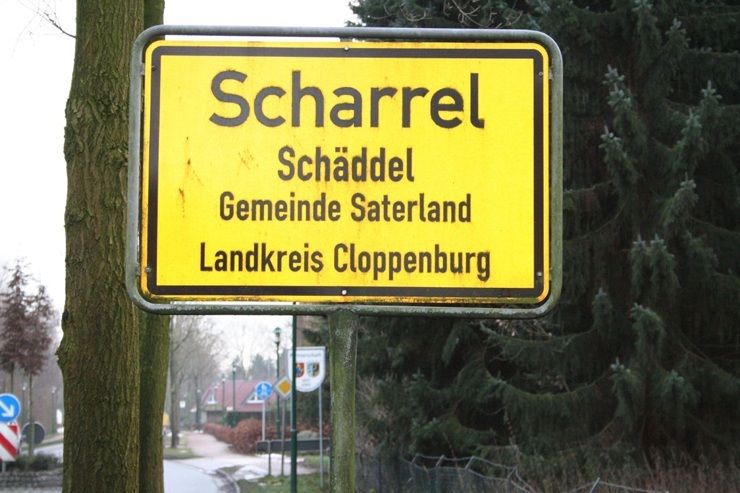 Scharrel
Schäddel
Gemeinde Saterland
Landkreis Cloppenburg